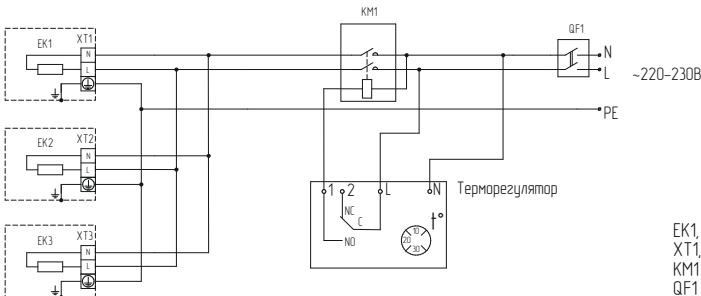 KM1
QF1
EK1
XT1
N
L
N
L
~220-230В
PE
EK2
XT2
N
L
1 2 L N
Терморегулятор
NC
C
NO
t°
10
20
30
EK3
XT3
N
L
EK1,
XT1,
KM1
QF1